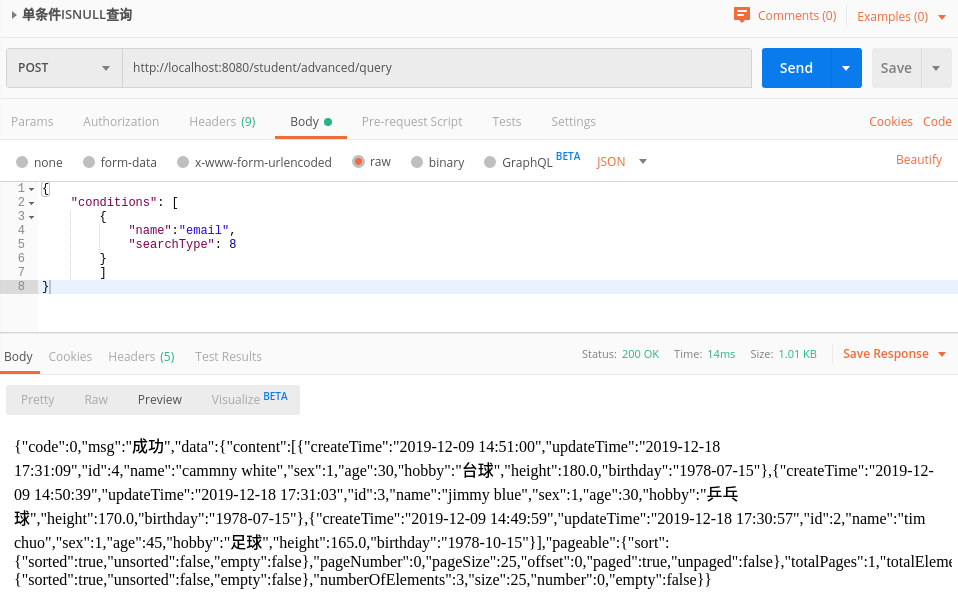 单条件ISNULL查询
Comments (0)
Examples (0)
POST
http://localhost:8080/student/advanced/query
Send
Save
Params
Authorization
Headers (9)
Body
Pre-request Script
Tests
Settings
Cookies
Code
none
form-data
x-www-form-urlencoded
raw
binary
GraphQL BETA
JSON
Beautify
1 {
2 "conditions": [
3 {
4 "name":"email",
5 "searchType": 8
6 }
7 ]
8 }
Body
Cookies
Headers (5)
Test Results
Status: 200 OK
Time: 14ms
Size: 1.01 KB
Save Response
Pretty
Raw
Preview
Visualize BETA
{"code":0,"msg":"成功","data":{"content":[{"createTime":"2019-12-09 14:51:00","updateTime":"2019-12-18
17:31:09","id":4,"name":"cammny white","sex":1,"age":30,"hobby":"台球","height":180.0,"birthday":"1978-07-15"},{"createTime":"2019-12-
09 14:50:39","updateTime":"2019-12-18 17:31:03","id":3,"name":"jimmy blue","sex":1,"age":30,"hobby":"乒乓
球","height":170.0,"birthday":"1978-07-15"},{"createTime":"2019-12-09 14:49:59","updateTime":"2019-12-18 17:30:57","id":2,"name":"tim
chuo","sex":1,"age":45,"hobby":"足球","height":165.0,"birthday":"1978-10-15"}],"pageable":{"sort":
{"sorted":true,"unsorted":false,"empty":false},"pageNumber":0,"pageSize":25,"offset":0,"paged":true,"unpaged":false},"totalPages":1,"totalEleme
{"sorted":true,"unsorted":false,"empty":false},"numberOfElements":3,"size":25,"number":0,"empty":false}}